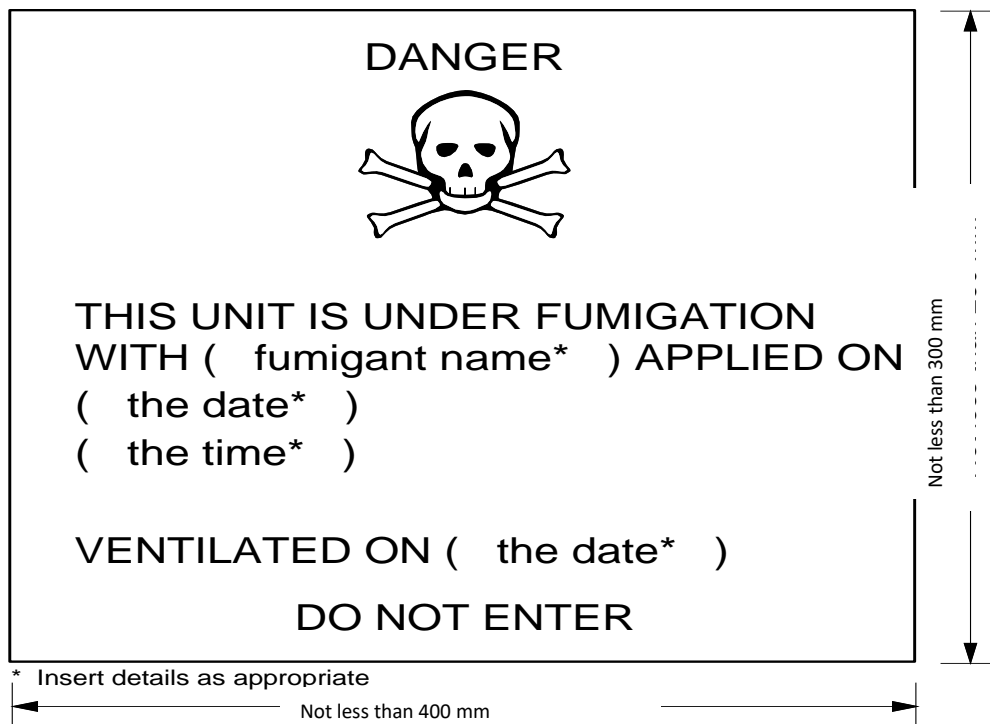 DANGER
THIS UNIT IS UNDER FUMIGATION
WITH ( fumigant name* ) APPLIED ON
( the date* )
( the time* )
VENTILATED ON ( the date* )
DO NOT ENTER
* Insert details as appropriate
Not less than 400 mm
Not less than 300 mm